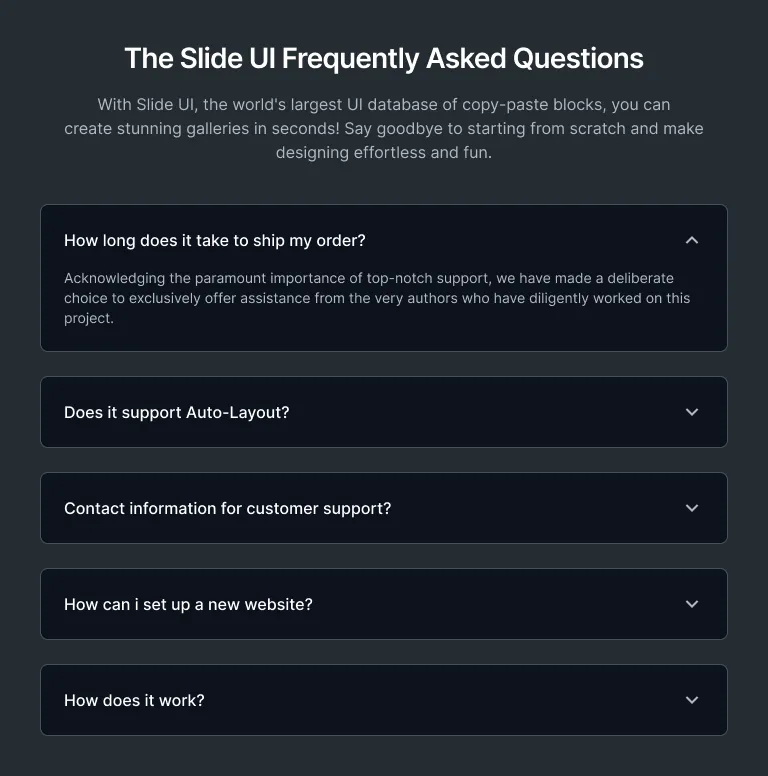 The Slide UI Frequently Asked Questions
With Slide UI, the world's largest UI database of copy-paste blocks, you can
create stunning galleries in seconds! Say goodbye to starting from scratch and make
designing effortless and fun.
How long does it take to ship my order?
Acknowledging the paramount importance of top-notch support, we have made a deliberate
choice to exclusively offer assistance from the very authors who have diligently worked on this
project.
Does it support Auto-Layout?
Contact information for customer support?
How can i set up a new website?
How does it work?